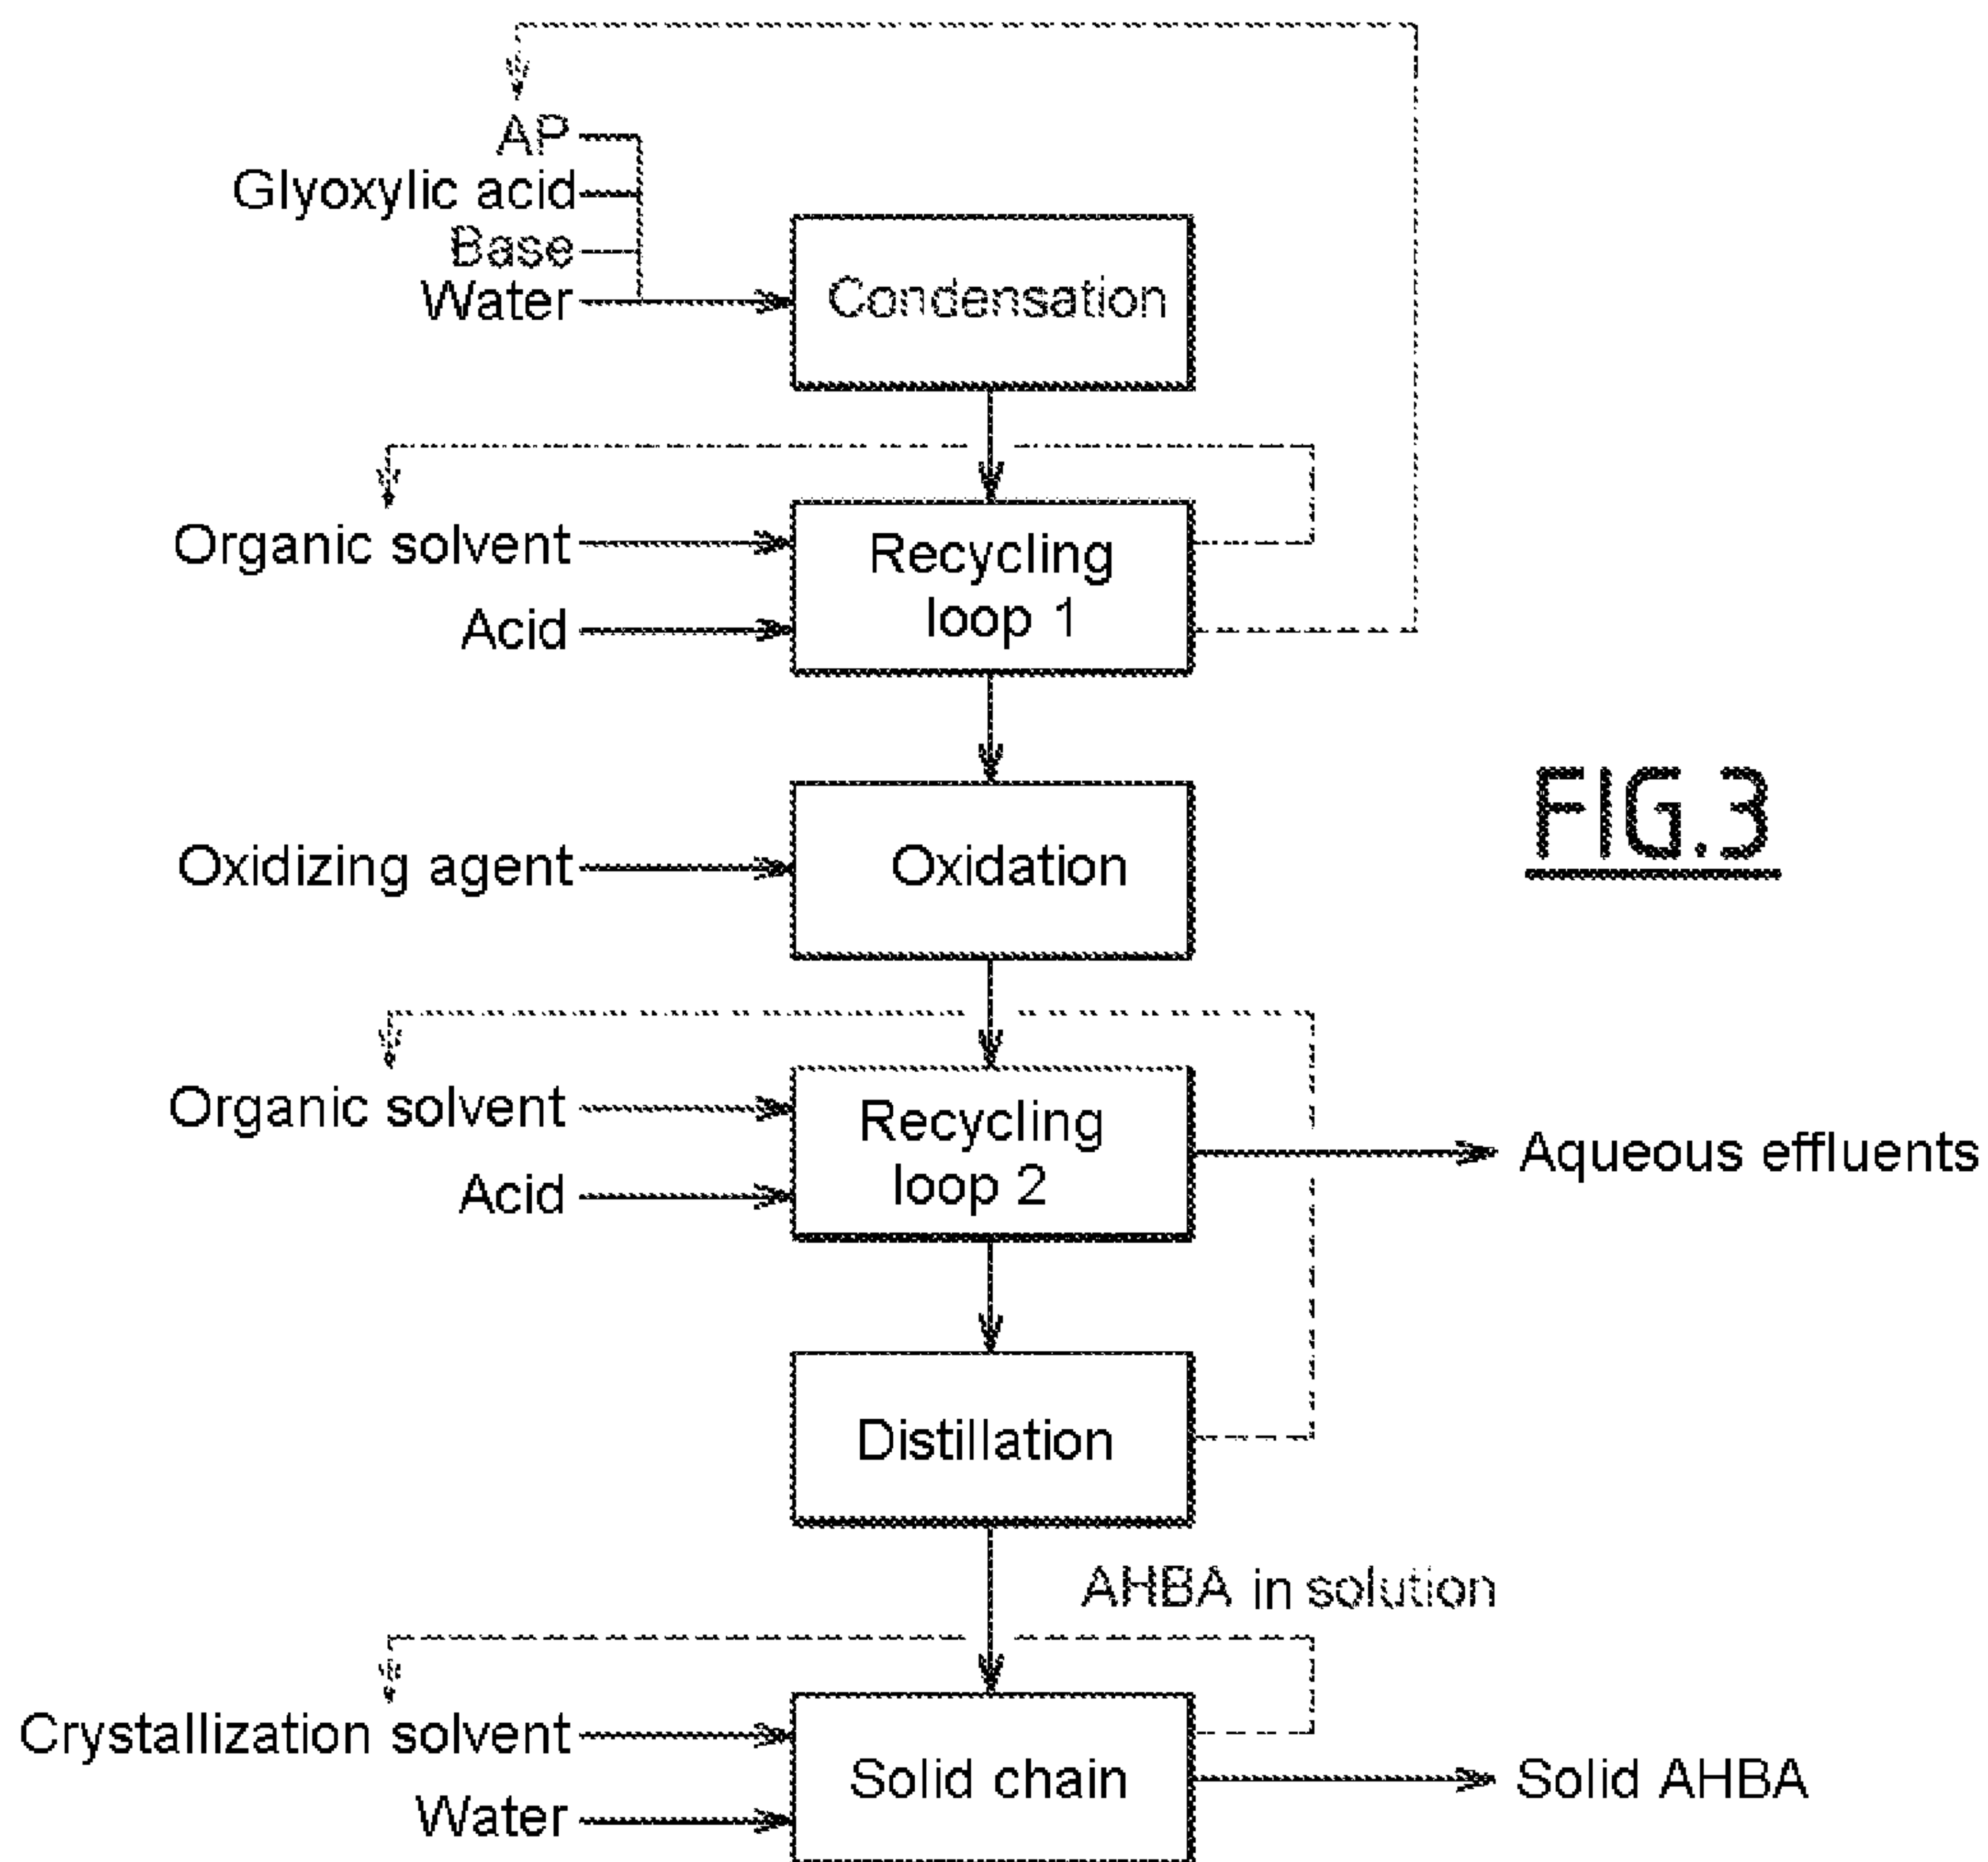 AP
Glyoxylic acid
Base
Water
Condensation
Organic solvent
Acid
Recycling
loop 1
Oxidizing agent
Oxidation
FIG.3
Organic solvent
Acid
Recycling
loop 2
Aqueous effluents
Distillation
AHBA in solution
Crystallization solvent
Water
Solid chain
Solid AHBA